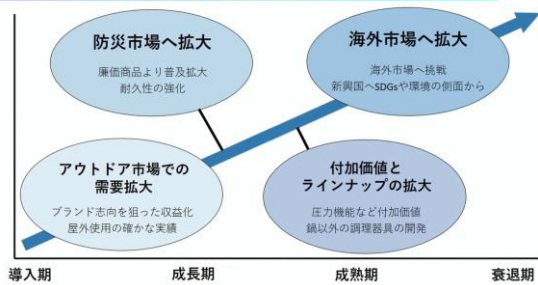 防災市場へ拡大
廉価商品より普及拡大
耐久性の強化
海外市場へ拡大
海外市場へ挑戦
新興国へSDGsや環境の側面から
アウトドア市場での
需要拡大
ブランド志向を狙った収益化
屋外使用の確かな実績
付加価値と
ラインナップの拡大
圧力機能など付加価値
鍋以外の調理器具の開発
導入期
成長期
成熟期
衰退期